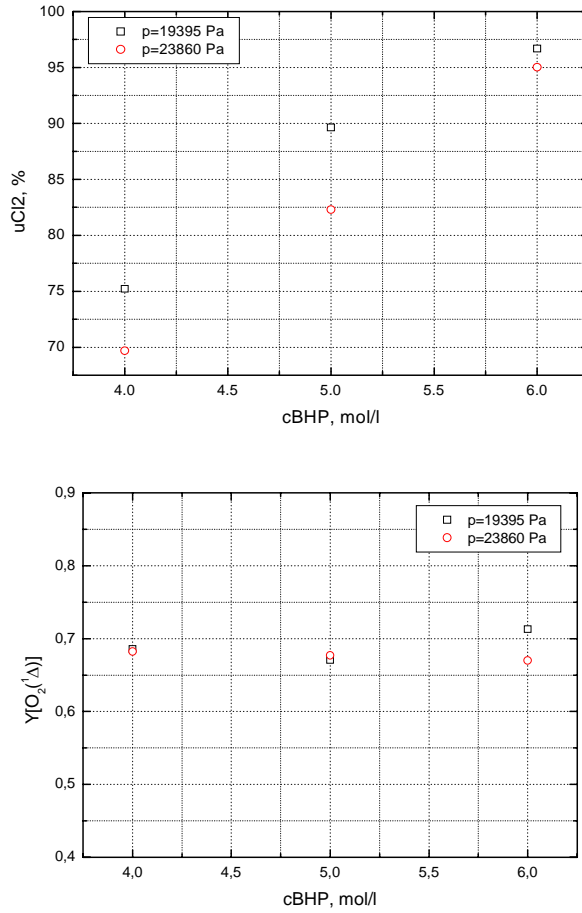 p=19395 Pa
p=23860 Pa
100
95
90
85
80
75
70
uCl2, %
4.0 4.5 5.0 5.5 6.0
cBHP, mol/l
p=19395 Pa
p=23860 Pa
0,9
0,8
0,7
0,6
0,5
0,4
Y[O₂(¹Δ)]
4,0 4,5 5,0 5,5 6,0
cBHP, mol/l